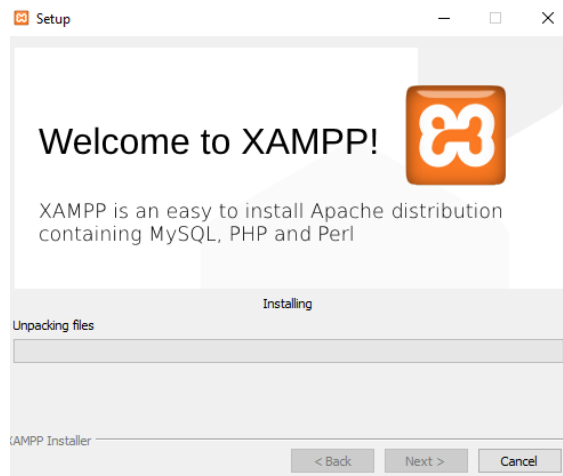 Setup
Welcome to XAMPP!
XAMPP is an easy to install Apache distribution
containing MySQL, PHP and Perl
Installing
Unpacking files
XAMPP Installer
< Back
Next >
Cancel